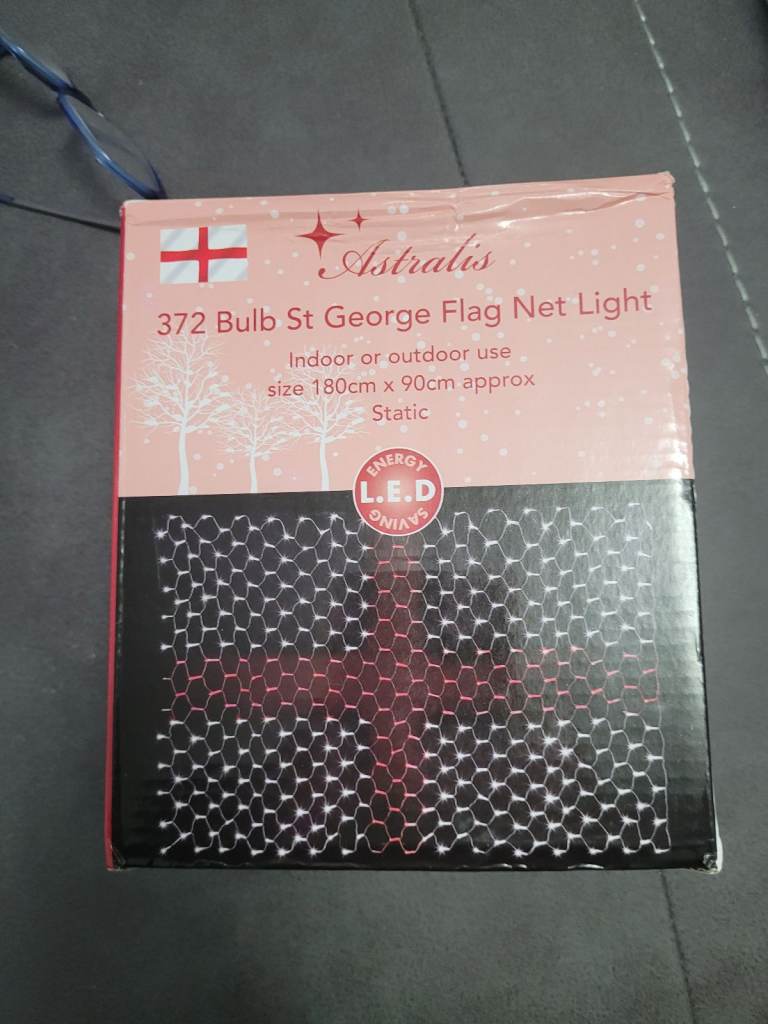 Astralis
372 Bulb St George Flag Net Light
Indoor or outdoor use
size 180cm x 90cm approx
Static
ENERGY
L.E.D
SAVING